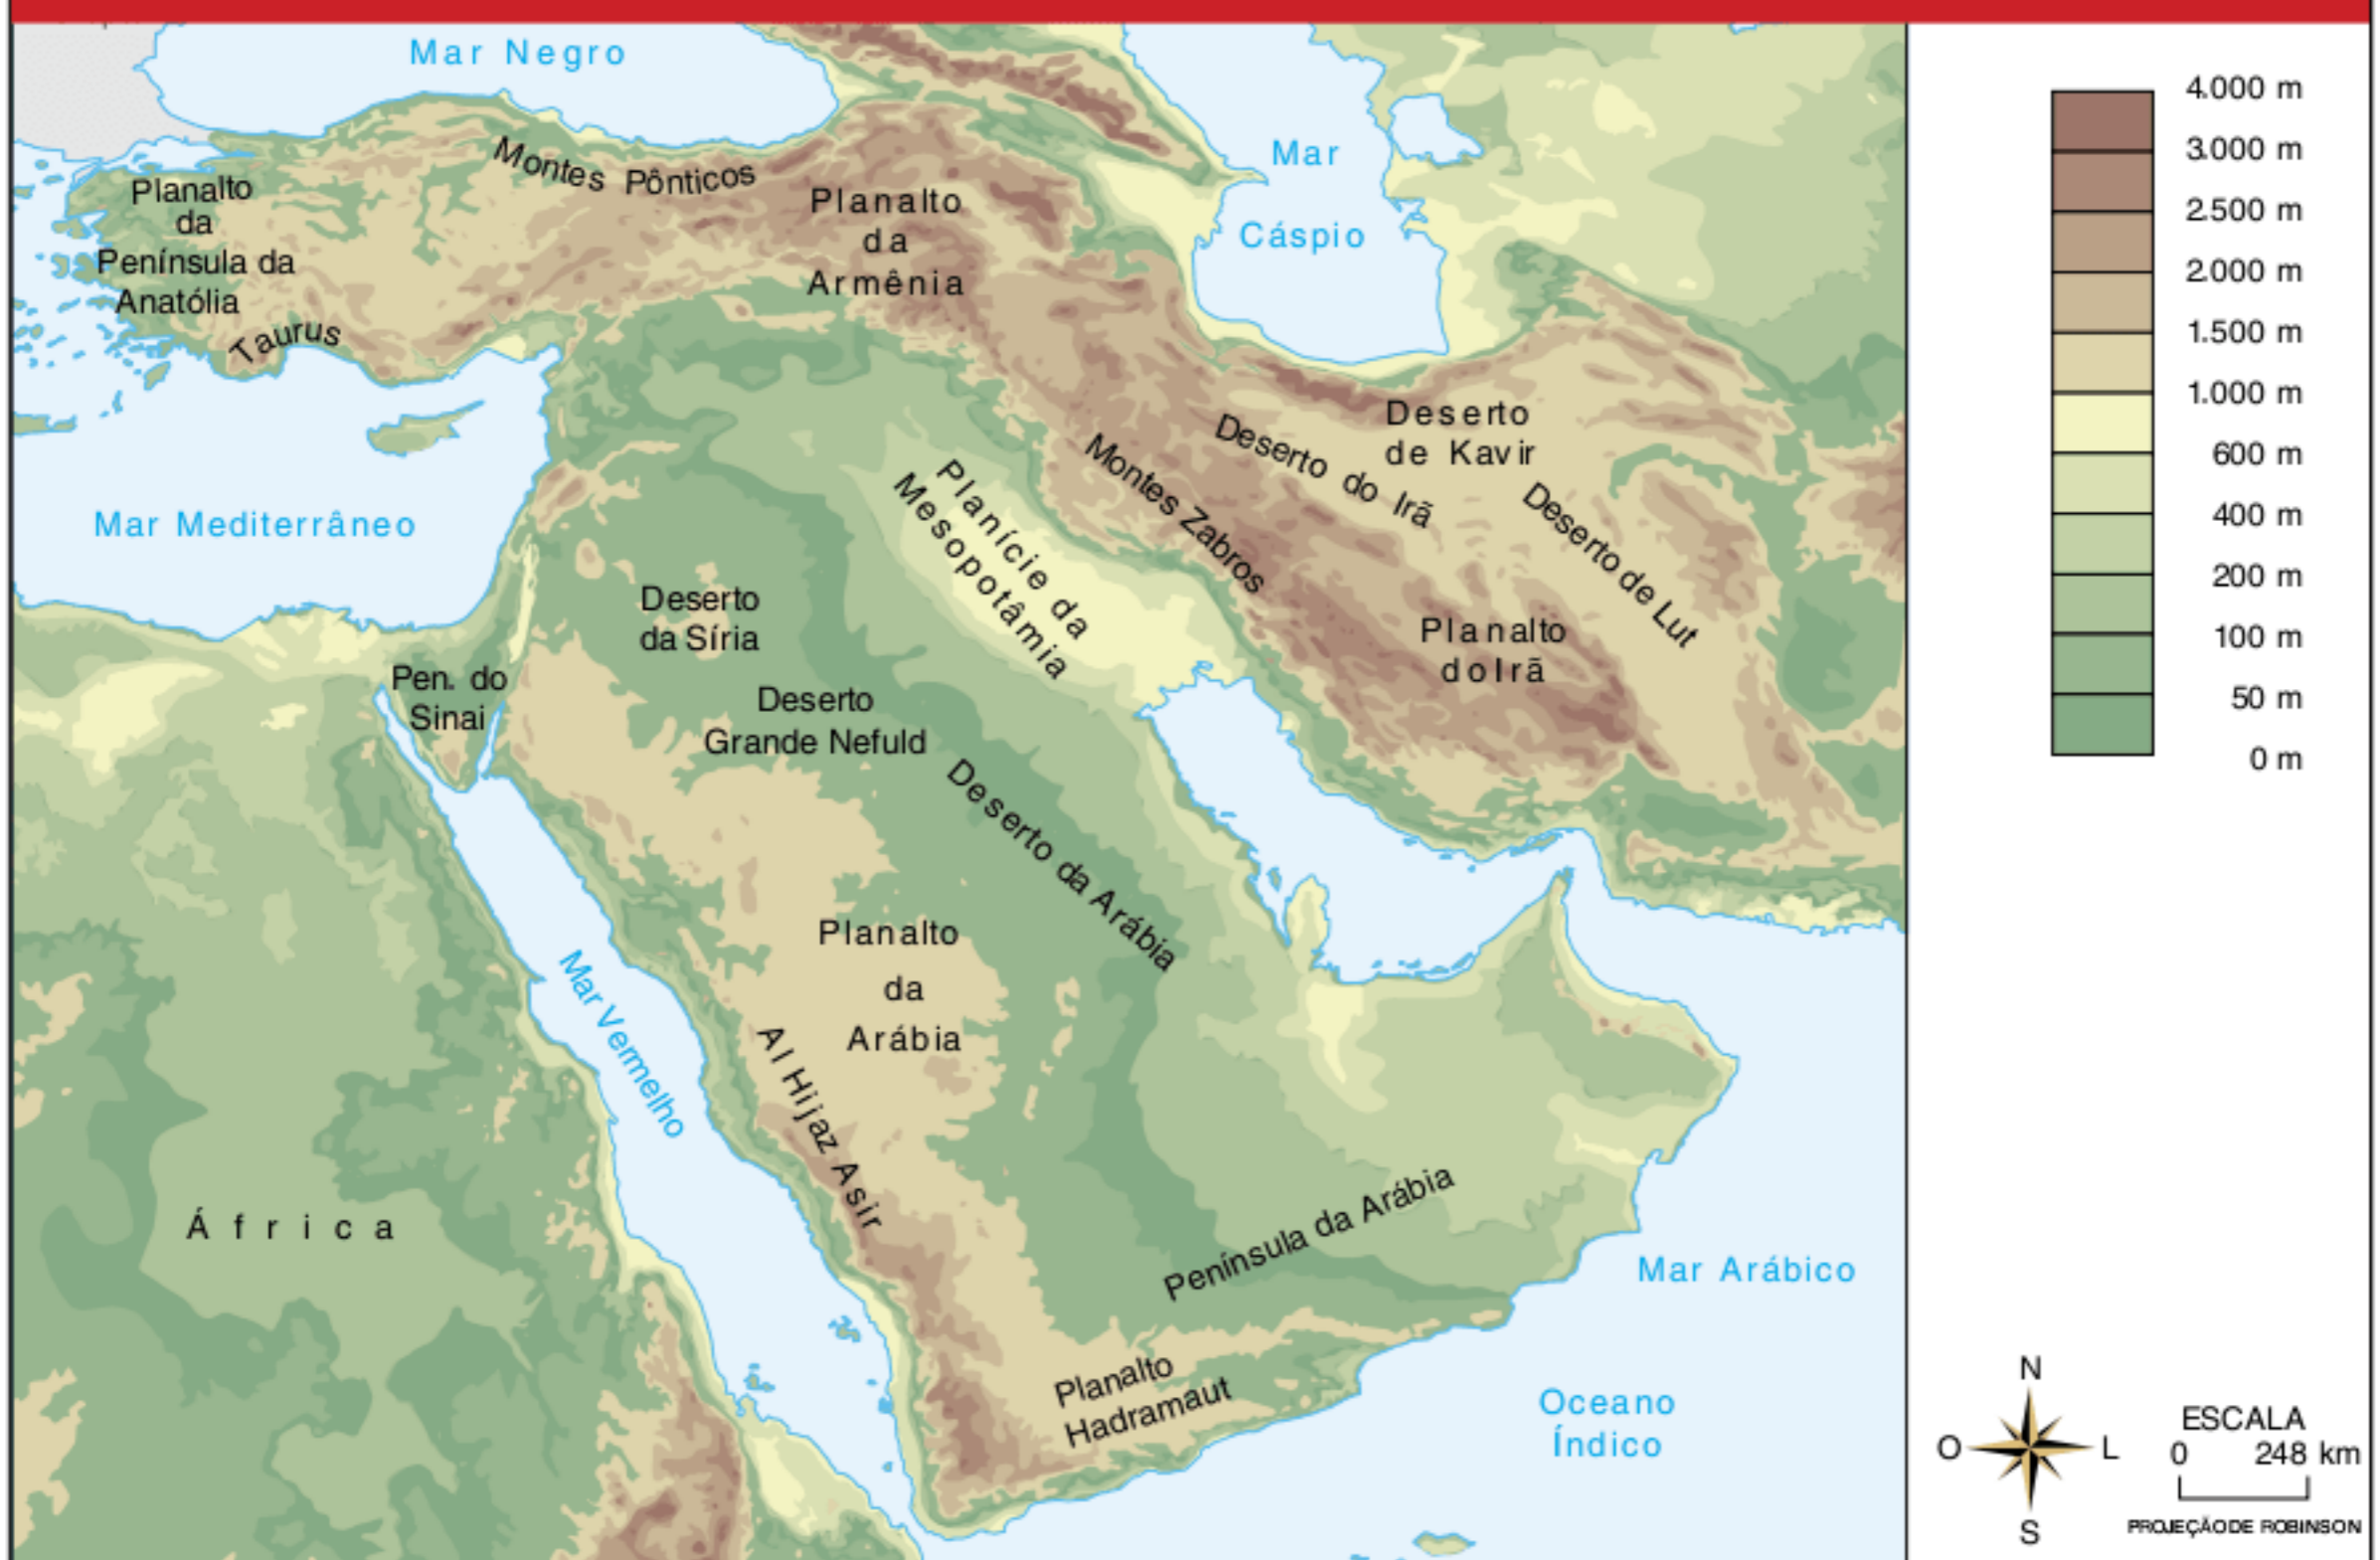 Mar Negro
Mar
Cáspio
Montes Pônticos
Planalto
da
Península da
Anatólia
Planalto
da
Armênia
Taurus
Mar Mediterrâneo
Deserto
de Kavir
Deserto do Irã
Montes Zabros
Deserto de Lut
Planície da
Mesopotâmia
Planalto
do Irã
Deserto
da Síria
Pen. do
Sinai
Deserto
Grande Nefuld
Deserto da Arábia
Planalto
da
Arábia
Mar Vermelho
Al Hijaz Asir
África
Península da Arábia
Mar Arábico
Planalto
Hadramaut
Oceano
Índico
4.000 m
3.000 m
2.500 m
2.000 m
1.500 m
1.000 m
600 m
400 m
200 m
100 m
50 m
0 m
N
O
L
S
ESCALA
0 248 km
PROJEÇÃO DE ROBINSON